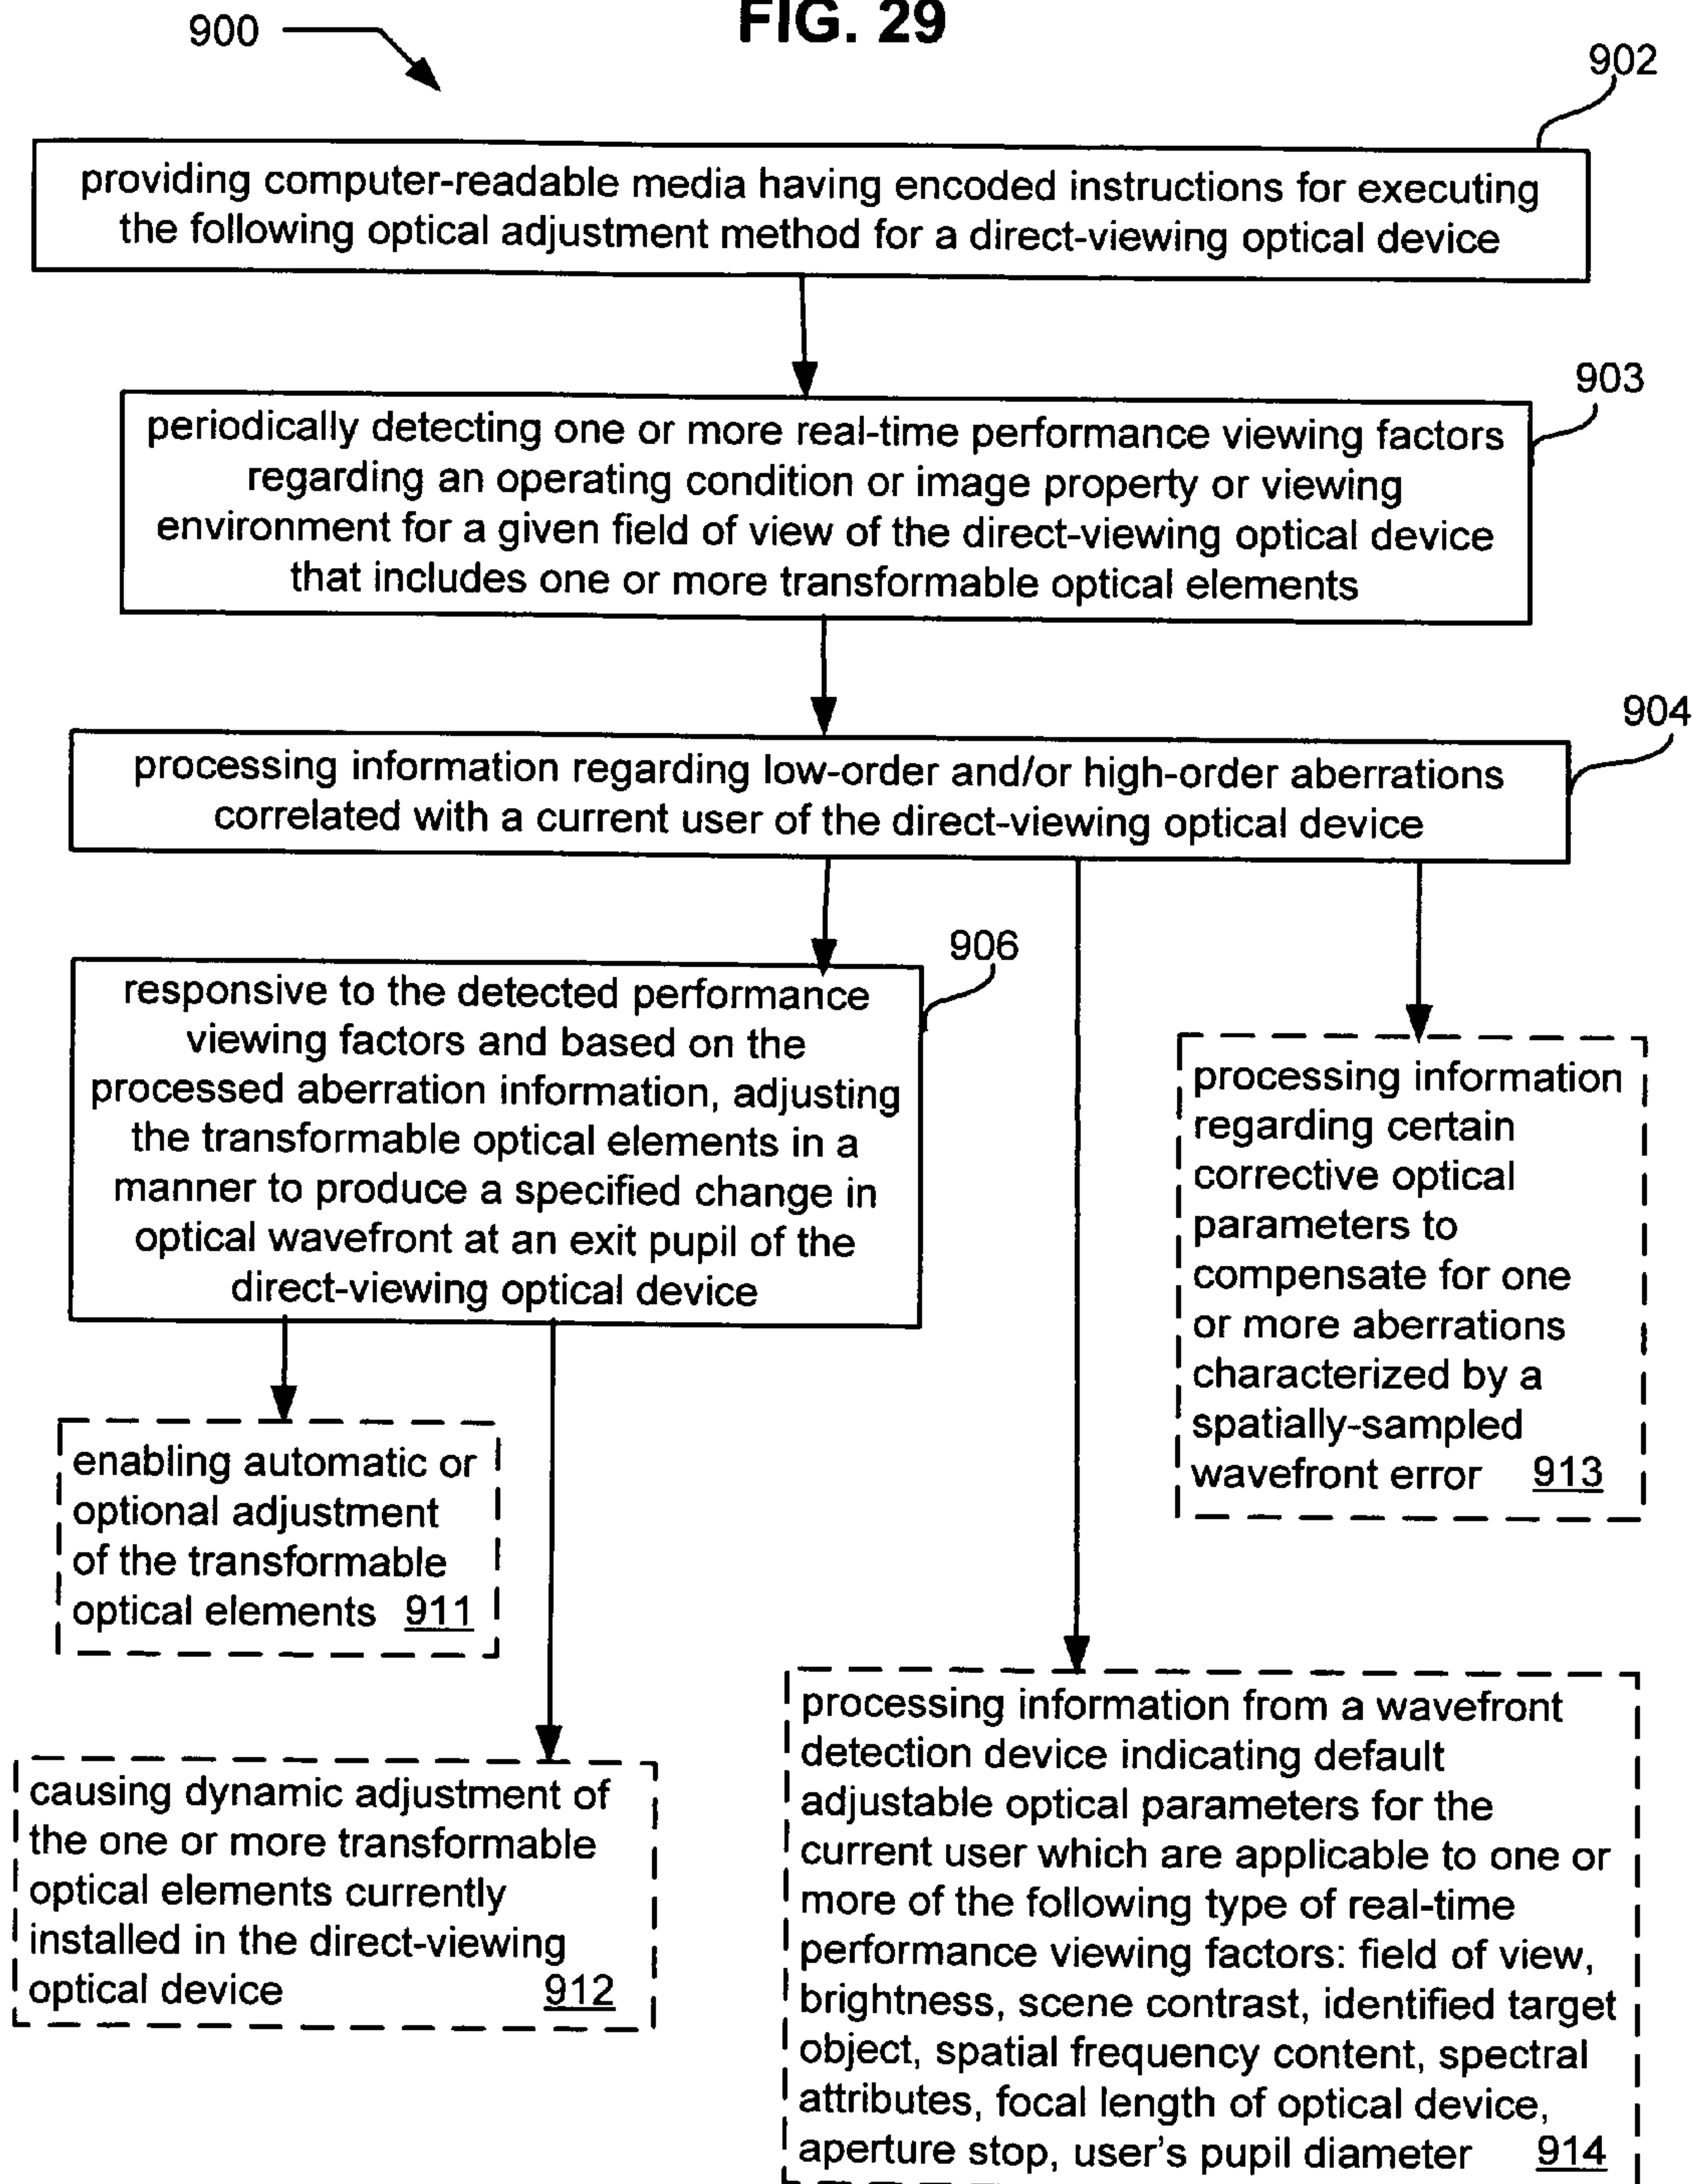 FIG. 29
900
902
providing computer-readable media having encoded instructions for executing
the following optical adjustment method for a direct-viewing optical device
903
periodically detecting one or more real-time performance viewing factors
regarding an operating condition or image property or viewing
environment for a given field of view of the direct-viewing optical device
that includes one or more transformable optical elements
904
processing information regarding low-order and/or high-order aberrations
correlated with a current user of the direct-viewing optical device
906
responsive to the detected performance
viewing factors and based on the
processed aberration information, adjusting
the transformable optical elements in a
manner to produce a specified change in
optical wavefront at an exit pupil of the
direct-viewing optical device
processing information
regarding certain
corrective optical
parameters to
compensate for one
or more aberrations
characterized by a
spatially-sampled
wavefront error 913
enabling automatic or
optional adjustment
of the transformable
optical elements 911
causing dynamic adjustment of
the one or more transformable
optical elements currently
installed in the direct-viewing
optical device 912
processing information from a wavefront
detection device indicating default
adjustable optical parameters for the
current user which are applicable to one or
more of the following type of real-time
performance viewing factors: field of view,
brightness, scene contrast, identified target
object, spatial frequency content, spectral
attributes, focal length of optical device,
aperture stop, user's pupil diameter 914